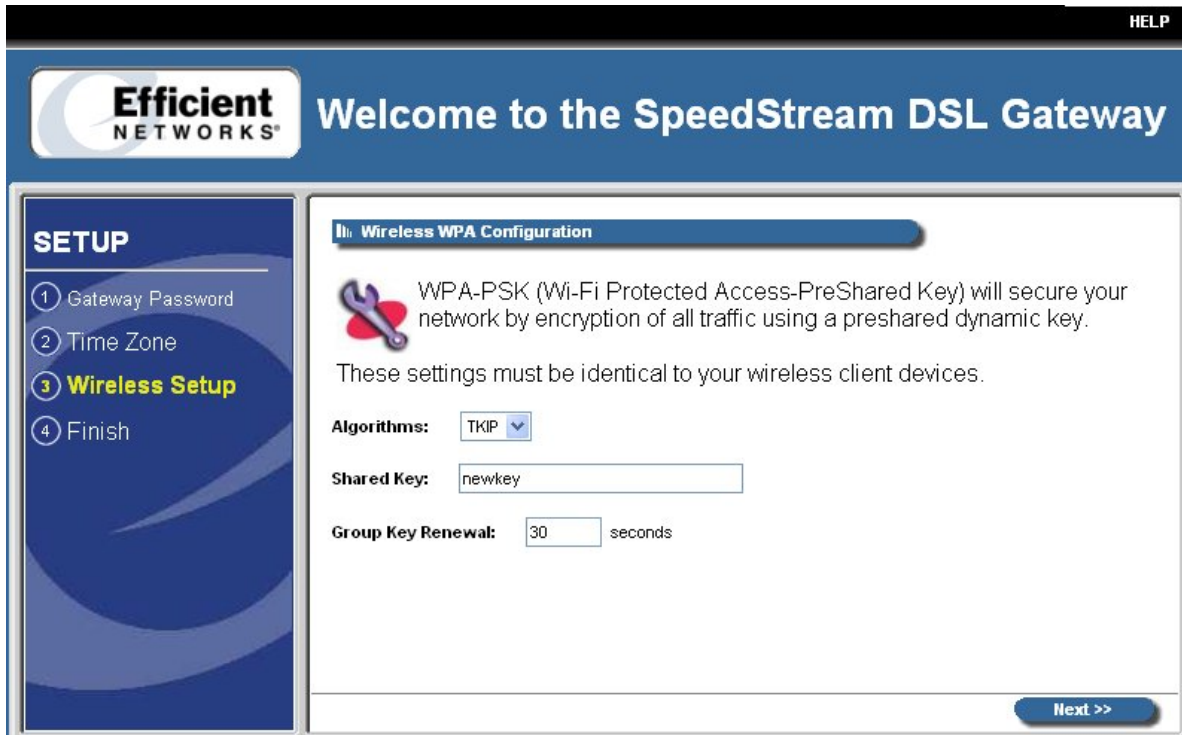 HELP
Efficient
NETWORKS®
Welcome to the SpeedStream DSL Gateway
SETUP
1 Gateway Password
2 Time Zone
3 Wireless Setup
4 Finish
Wireless WPA Configuration
WPA-PSK (Wi-Fi Protected Access-PreShared Key) will secure your
network by encryption of all traffic using a preshared dynamic key.
These settings must be identical to your wireless client devices.
Algorithms: TKIP
Shared Key: newkey
Group Key Renewal: 30 seconds
Next >>